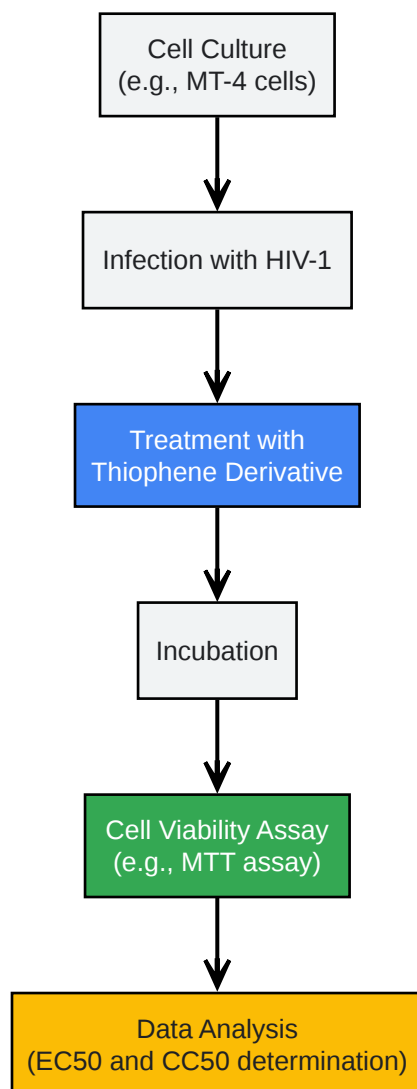 Cell Culture
(e.g., MT-4 cells)
Infection with HIV-1
Treatment with
Thiophene Derivative
Incubation
Cell Viability Assay
(e.g., MTT assay)
Data Analysis
(EC50 and CC50 determination)